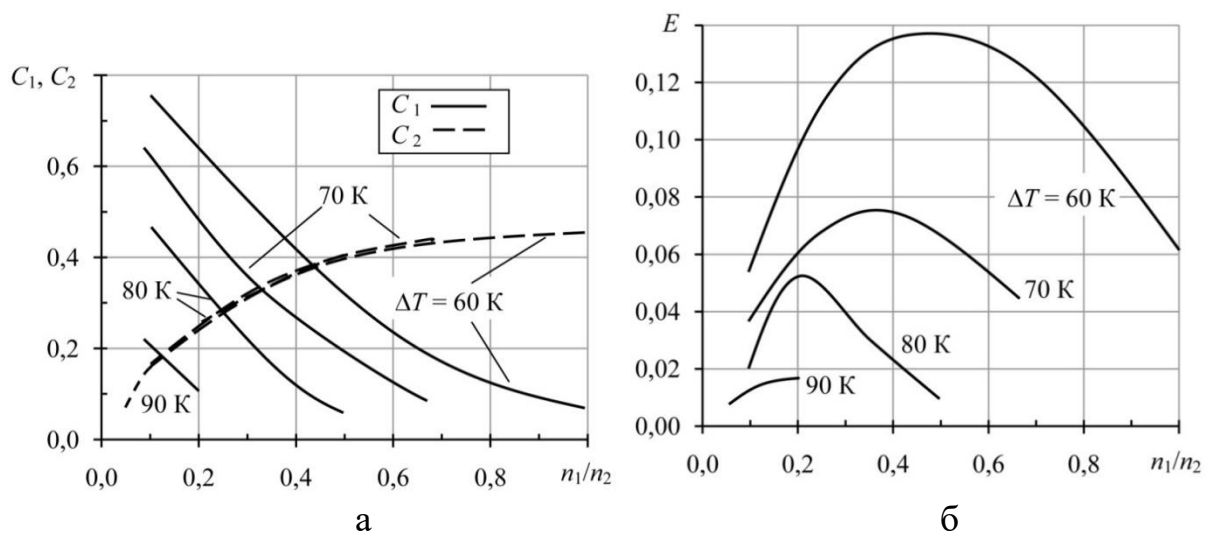 C₁, C₂
0,6
0,4
0,2
0,0
0,0 0,2 0,4 0,6 0,8 n₁/n₂
C₁
C₂
70 К
80 К
90 К
ΔT = 60 К
а
E
0,12
0,10
0,08
0,06
0,04
0,02
0,00
0,0 0,2 0,4 0,6 0,8 n₁/n₂
ΔT = 60 К
70 К
80 К
90 К
б